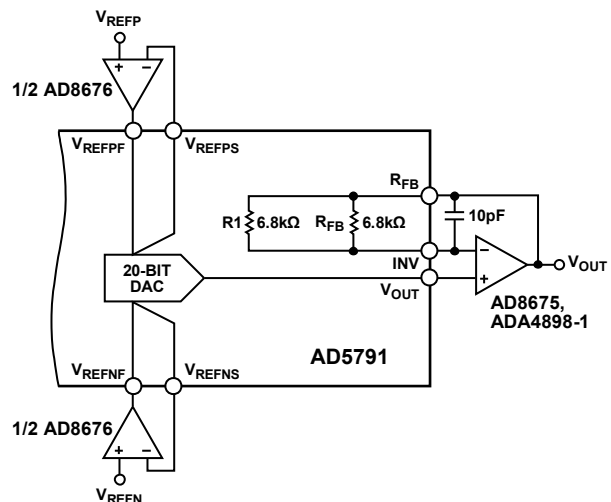 VREFP
1/2 AD8676
VREFPF
VREFPS
RFB
R1 6.8kΩ
RFB 6.8kΩ
10pF
INV
20-BIT
DAC
VOUT
VOUT
AD8675,
ADA4898-1
AD5791
VREFNF
VREFNS
1/2 AD8676
VREFN